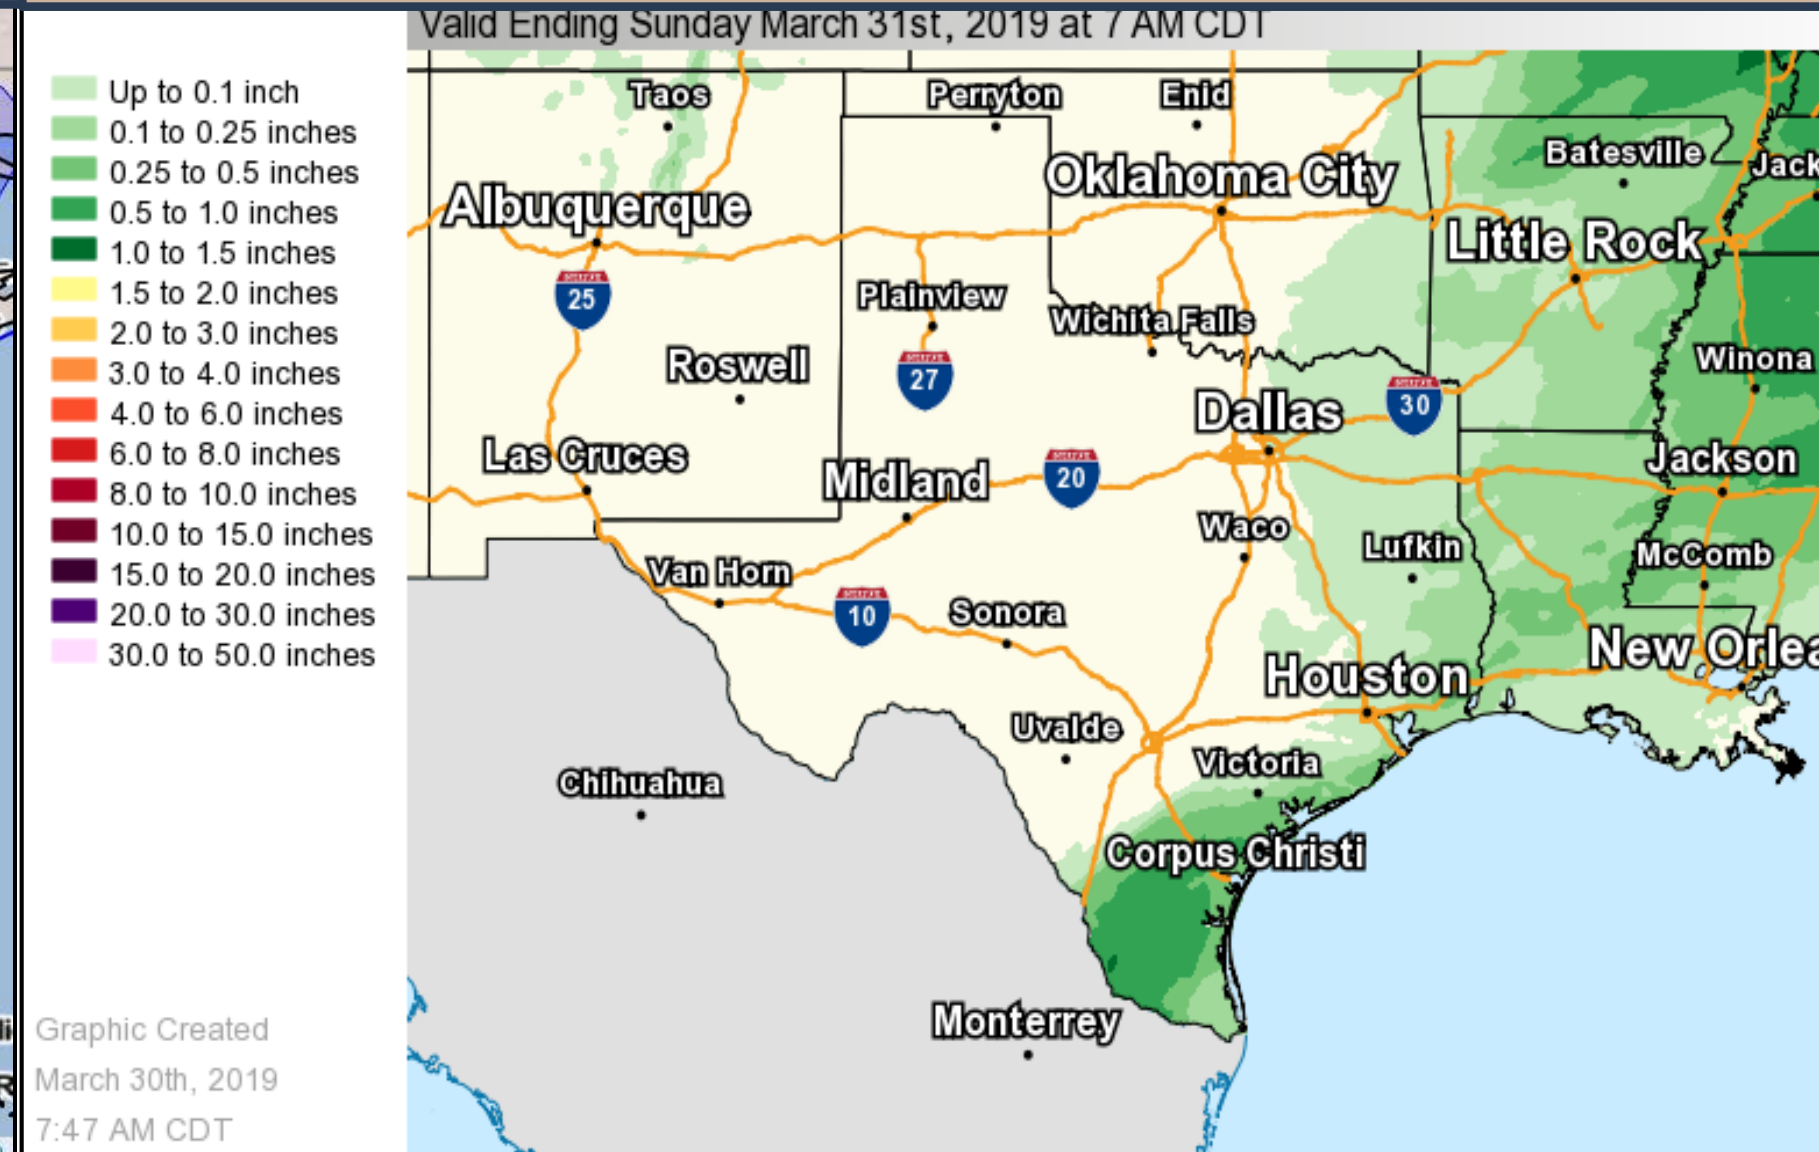 Valid Ending Sunday March 31st, 2019 at 7 AM CDT
Up to 0.1 inch
0.1 to 0.25 inches
0.25 to 0.5 inches
0.5 to 1.0 inches
1.0 to 1.5 inches
1.5 to 2.0 inches
2.0 to 3.0 inches
3.0 to 4.0 inches
4.0 to 6.0 inches
6.0 to 8.0 inches
8.0 to 10.0 inches
10.0 to 15.0 inches
15.0 to 20.0 inches
20.0 to 30.0 inches
30.0 to 50.0 inches
Graphic Created
March 30th, 2019
7:47 AM CDT
Taos
Perryton
Enid
Batesville
Jack
Oklahoma City
Albuquerque
Little Rock
25
Plainview
Wichita Falls
Roswell
27
Winona
30
Dallas
Las Cruces
Midland
20
Jackson
Waco
Lufkin
McComb
Van Horn
10
Sonora
New Orlea
Houston
Uvalde
Victoria
Chihuahua
Corpus Christi
Monterrey